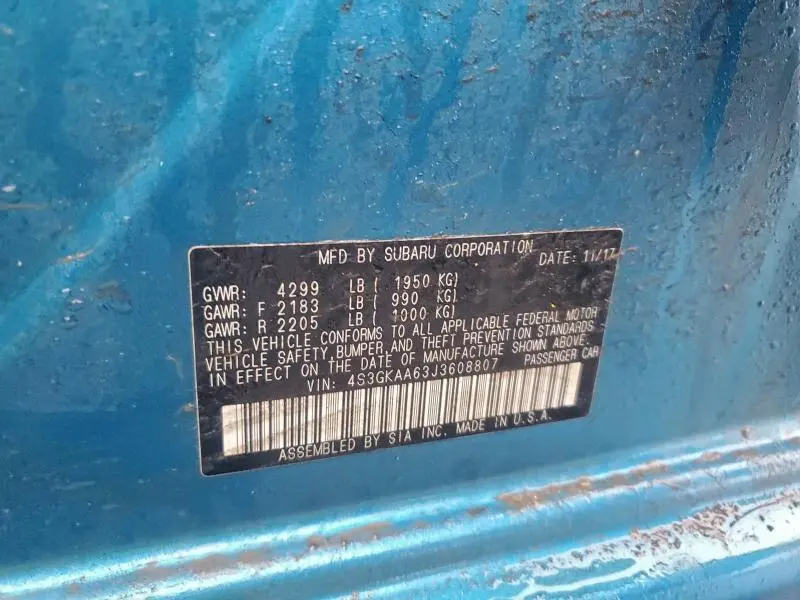 MFD BY SUBARU CORPORATION DATE: 11/17
GVWR: 4299 LB ( 1950 KG)
GAWR: F 2183 LB ( 990 KG)
GAWR: R 2205 LB ( 1000 KG)
THIS VEHICLE CONFORMS TO ALL APPLICABLE FEDERAL MOTOR
VEHICLE SAFETY, BUMPER, AND THEFT PREVENTION STANDARDS
IN EFFECT ON THE DATE OF MANUFACTURE SHOWN ABOVE.
VIN: 4S3GKAA63J3608807 PASSENGER CAR
ASSEMBLED BY SIA INC. MADE IN U.S.A.